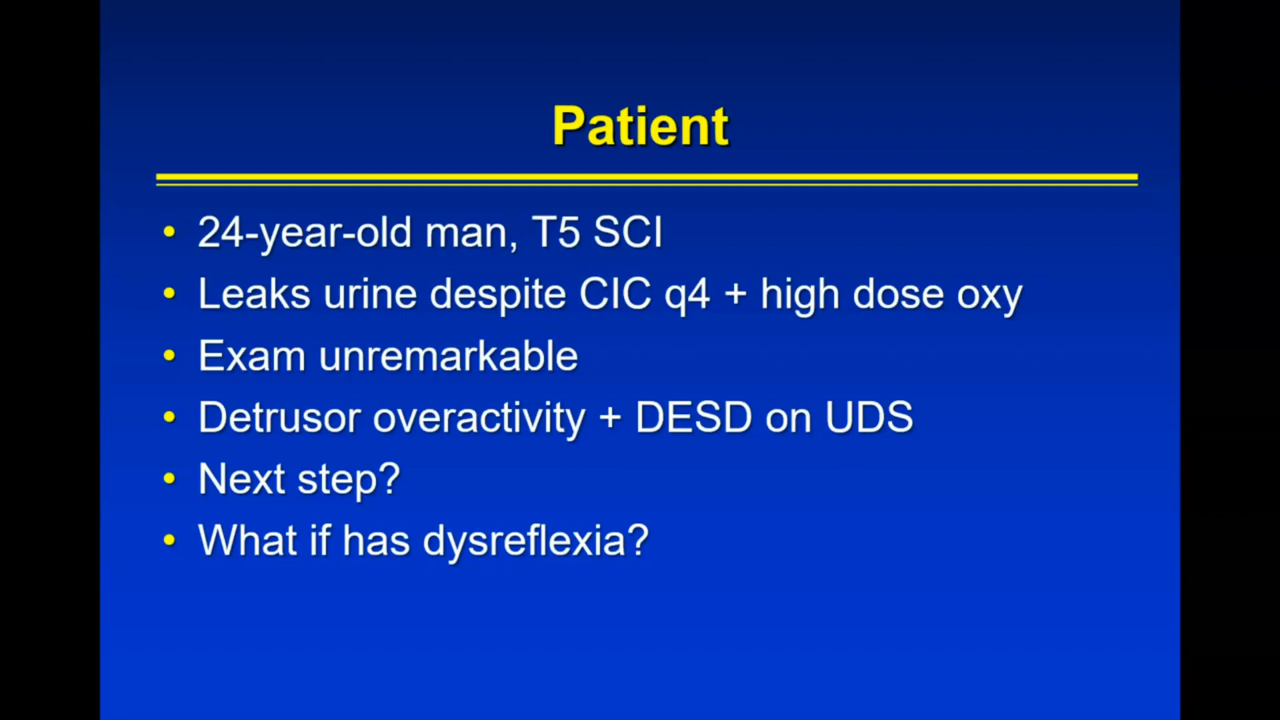 Patient
• 24-year-old man, T5 SCI
• Leaks urine despite CIC q4 + high dose oxy
• Exam unremarkable
• Detrusor overactivity + DESD on UDS
• Next step?
• What if has dysreflexia?